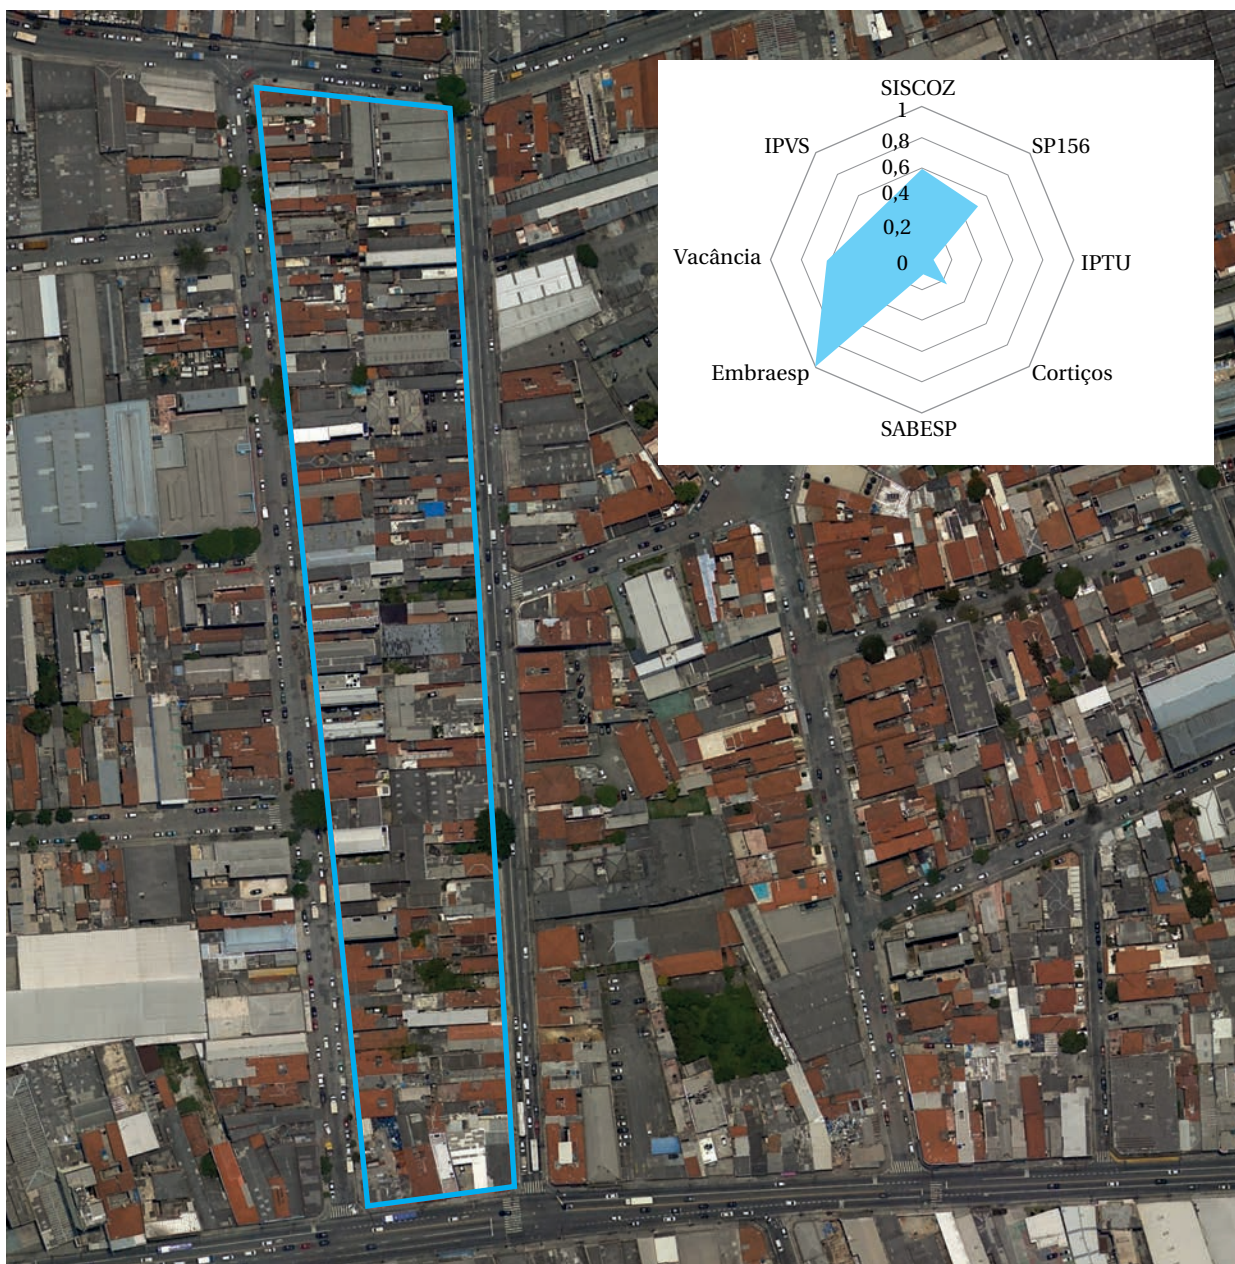 SISCOZ
1
IPVS
SP156
0,8
0,6
0,4
0,2
Vacância
0
IPTU
Embraesp
Cortiços
SABESP